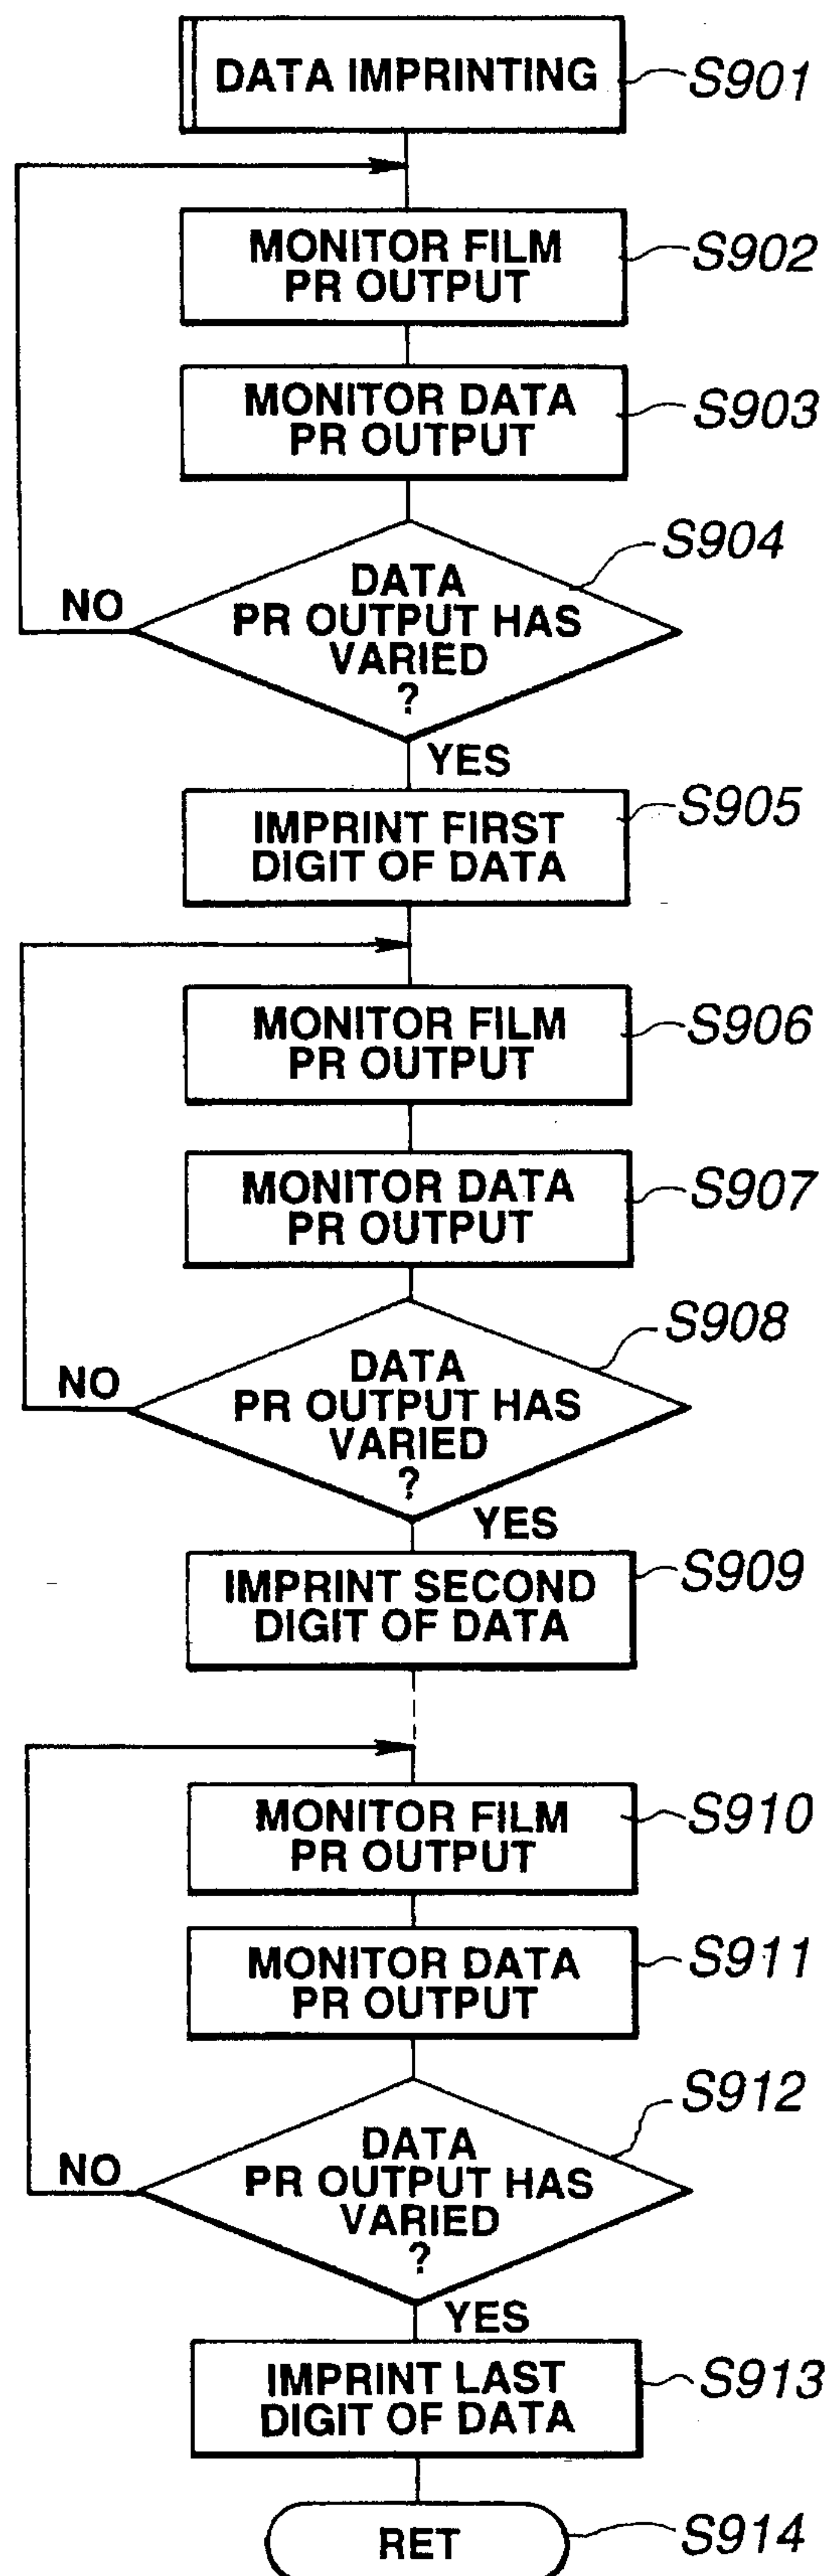 DATA IMPRINTING
S901
MONITOR FILM
PR OUTPUT
S902
MONITOR DATA
PR OUTPUT
S903
S904
DATA
PR OUTPUT HAS
VARIED
?
NO
YES
IMPRINT FIRST
DIGIT OF DATA
S905
MONITOR FILM
PR OUTPUT
S906
MONITOR DATA
PR OUTPUT
S907
S908
DATA
PR OUTPUT HAS
VARIED
?
NO
YES
IMPRINT SECOND
DIGIT OF DATA
S909
MONITOR FILM
PR OUTPUT
S910
MONITOR DATA
PR OUTPUT
S911
S912
DATA
PR OUTPUT HAS
VARIED
?
NO
YES
IMPRINT LAST
DIGIT OF DATA
S913
RET
S914